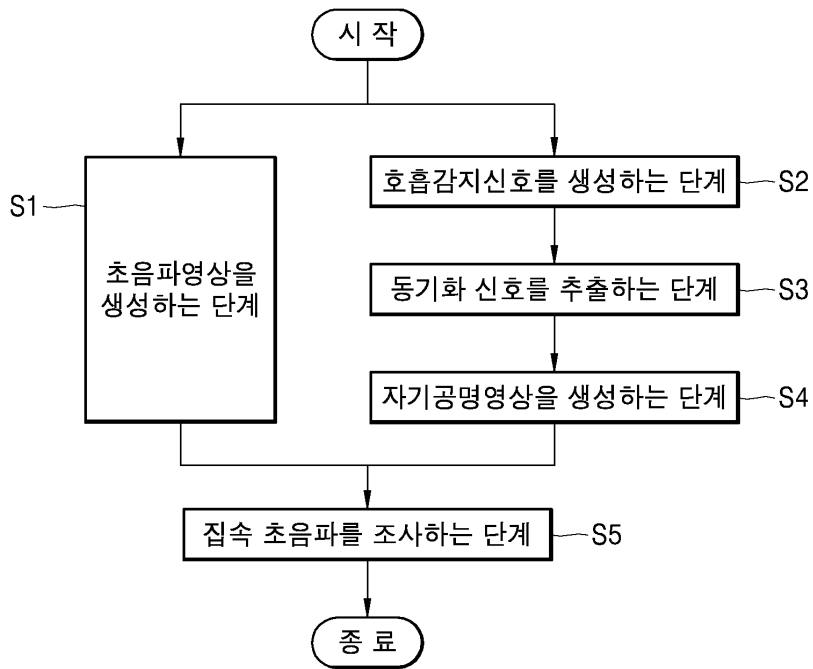 시 작
S1
초음파영상을
생성하는 단계
호흡감지신호를 생성하는 단계
S2
동기화 신호를 추출하는 단계
S3
자기공명영상을 생성하는 단계
S4
집속 초음파를 조사하는 단계
S5
종 료